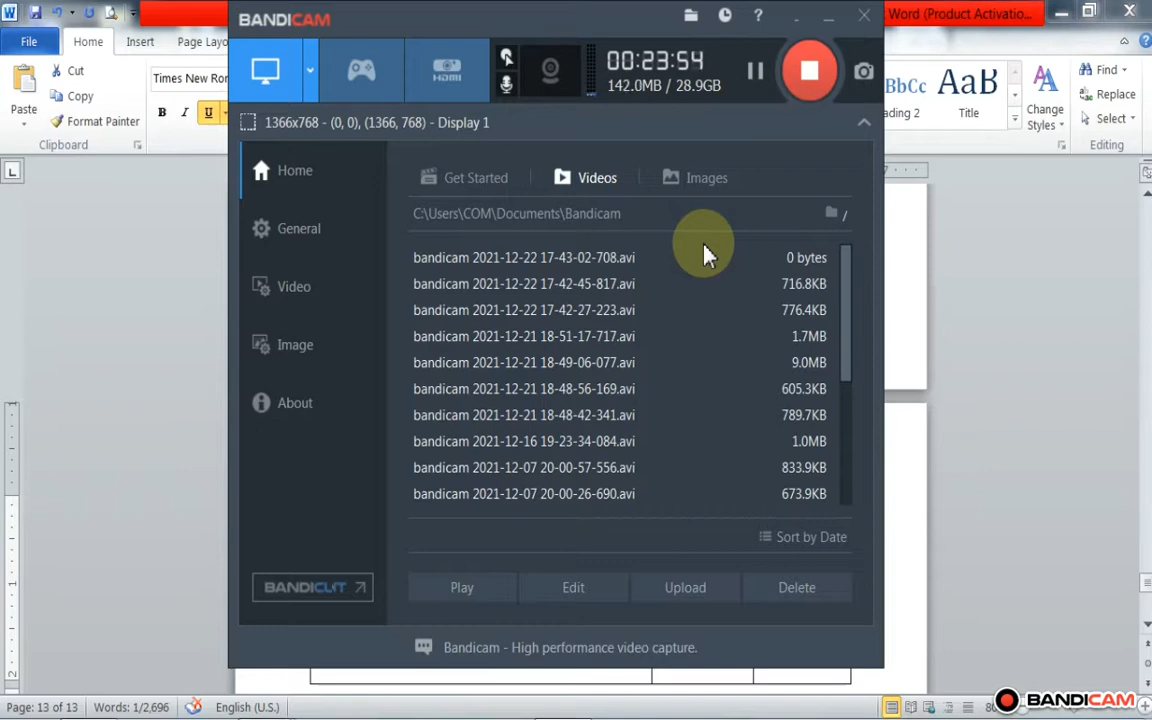 Word (Product Activatio...
BANDICAM
?
File
Home
Insert
Page Layo
Cut
Copy
Format Painter
Paste
Clipboard
Times New Ror
B I U
HDMI
00:23:54
142.0MB / 28.9GB
BbCc
AaB
ading 2
Title
Change
Styles
Find
Replace
Select
Editing
1366x768 - (0, 0), (1366, 768) - Display 1
Home
General
Video
Image
About
BANDICUT
Get Started
Videos
Images
C:\Users\COM\Documents\Bandicam
/
bandicam 2021-12-22 17-43-02-708.avi 0 bytes
bandicam 2021-12-22 17-42-45-817.avi 716.8KB
bandicam 2021-12-22 17-42-27-223.avi 776.4KB
bandicam 2021-12-21 18-51-17-717.avi 1.7MB
bandicam 2021-12-21 18-49-06-077.avi 9.0MB
bandicam 2021-12-21 18-48-56-169.avi 605.3KB
bandicam 2021-12-21 18-48-42-341.avi 789.7KB
bandicam 2021-12-16 19-23-34-084.avi 1.0MB
bandicam 2021-12-07 20-00-57-556.avi 833.9KB
bandicam 2021-12-07 20-00-26-690.avi 673.9KB
Sort by Date
Play
Edit
Upload
Delete
Bandicam - High performance video capture.
Page: 13 of 13
Words: 1/2,696
English (U.S.)
BANDICAM